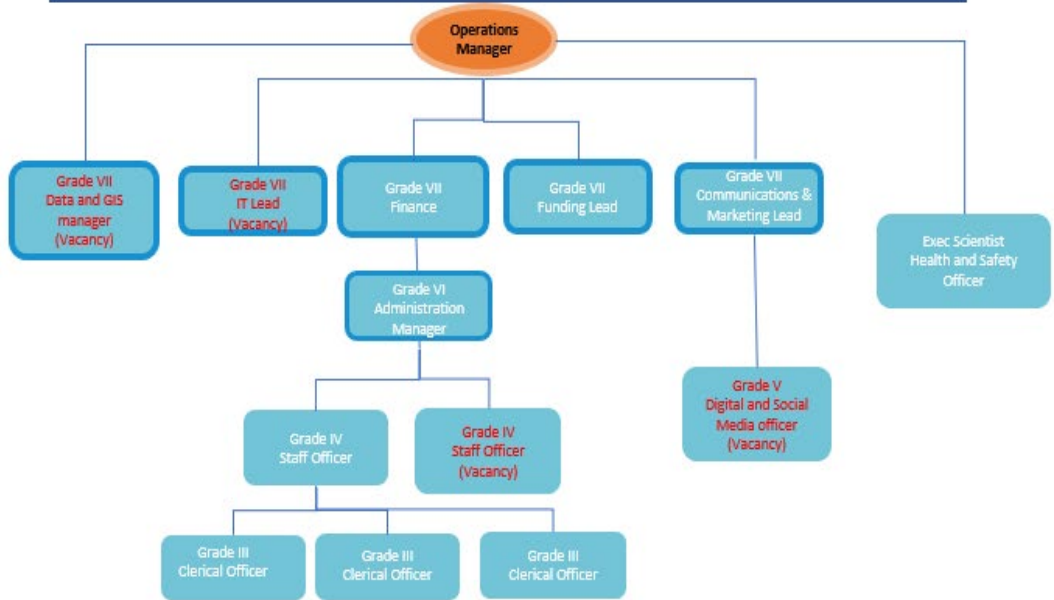 Operations
Manager
Grade VII
Data and GIS
manager
(Vacancy)
Grade VII
IT Lead
(Vacancy)
Grade VII
Finance
Grade VII
Funding Lead
Grade VII
Communications &
Marketing Lead
Exec Scientist
Health and Safety
Officer
Grade VI
Administration
Manager
Grade V
Digital and Social
Media officer
(Vacancy)
Grade IV
Staff Officer
Grade IV
Staff Officer
(Vacancy)
Grade III
Clerical Officer
Grade III
Clerical Officer
Grade III
Clerical Officer